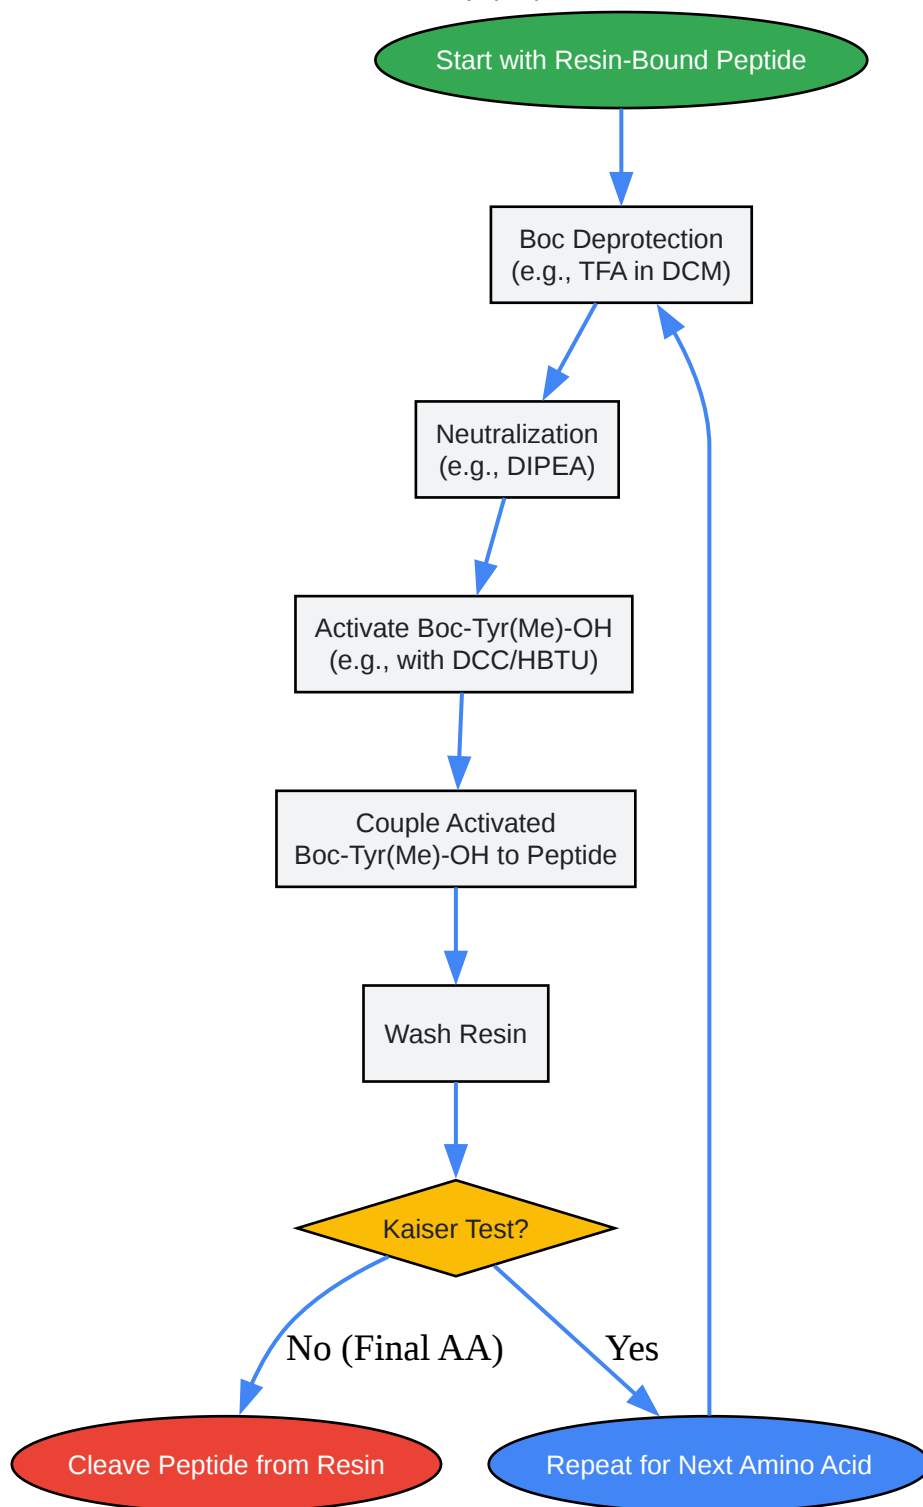 Start with Resin-Bound Peptide
Boc Deprotection
(e.g., TFA in DCM)
Neutralization
(e.g., DIPEA)
Activate Boc-Tyr(Me)-OH
(e.g., with DCC/HBTU)
Couple Activated
Boc-Tyr(Me)-OH to Peptide
Wash Resin
Kaiser Test?
No (Final AA)
Yes
Cleave Peptide from Resin
Repeat for Next Amino Acid